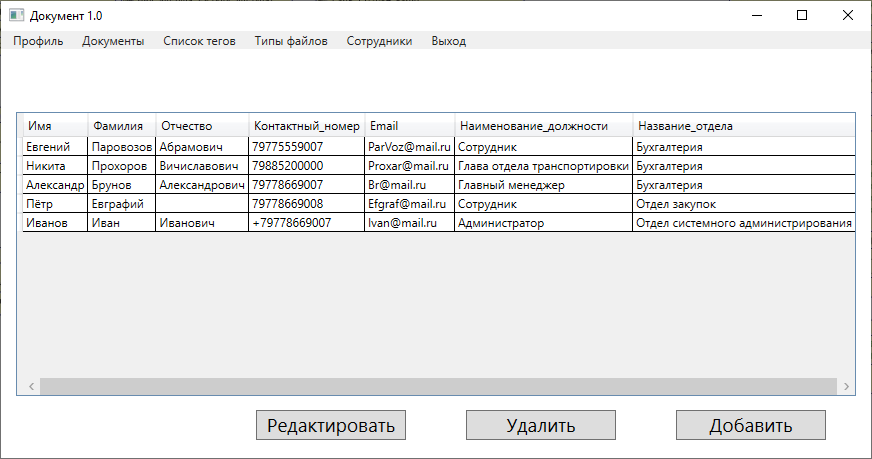 Документ 1.0
Профиль Документы Список тегов Типы файлов Сотрудники Выход
Имя Фамилия Отчество Контактный_номер Email Наименование_должности Название_отдела
Евгений Паровозов Абрамович 79775559007 ParVoz@mail.ru Сотрудник Бухгалтерия
Никита Прохоров Вичиславович 79885200000 Proxar@mail.ru Глава отдела транспортировки Бухгалтерия
Александр Брунов Александрович 79778669007 Br@mail.ru Главный менеджер Бухгалтерия
Пётр Евграфий 79778669008 Efgraf@mail.ru Сотрудник Отдел закупок
Иванов Иван Иванович +79778669007 Ivan@mail.ru Администратор Отдел системного администрирования
Редактировать Удалить Добавить